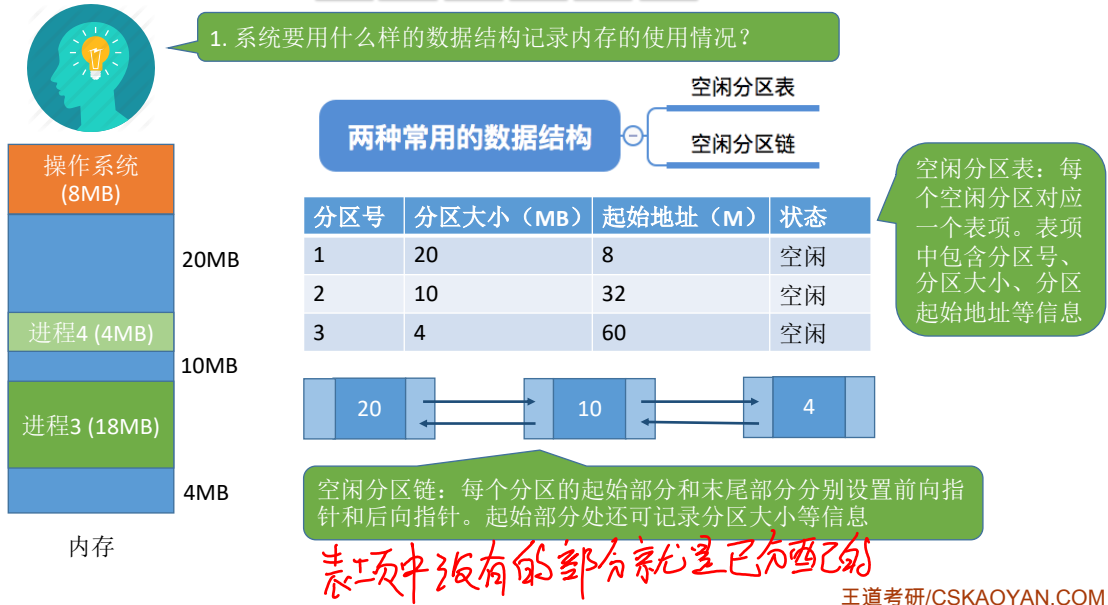 1. 系统要用什么样的数据结构记录内存的使用情况？
两种常用的数据结构
空闲分区表
空闲分区链
操作系统
(8MB)
20MB
进程4 (4MB)
10MB
进程3 (18MB)
4MB
内存
分区号 分区大小（MB） 起始地址（M） 状态
1 20 8 空闲
2 10 32 空闲
3 4 60 空闲
空闲分区表：每
个空闲分区对应
一个表项。表项
中包含分区号、
分区大小、分区
起始地址等信息
20 10 4
空闲分区链：每个分区的起始部分和末尾部分分别设置前向指
针和后向指针。起始部分处还可记录分区大小等信息
表项中没有的部分就是已分配的
王道考研/CSKAOYAN.COM